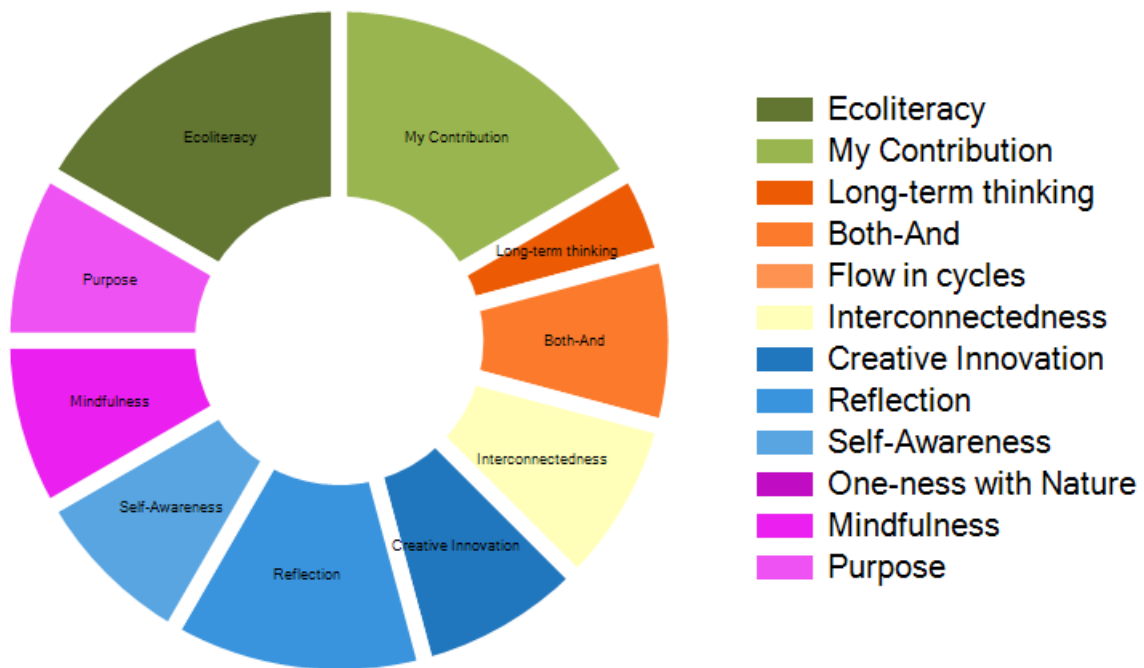 Ecoliteracy
My Contribution
Long-term thinking
Both-And
Interconnectedness
Creative Innovation
Reflection
Self-Awareness
Mindfulness
Purpose
Ecoliteracy
My Contribution
Long-term thinking
Both-And
Flow in cycles
Interconnectedness
Creative Innovation
Reflection
Self-Awareness
One-ness with Nature
Mindfulness
Purpose